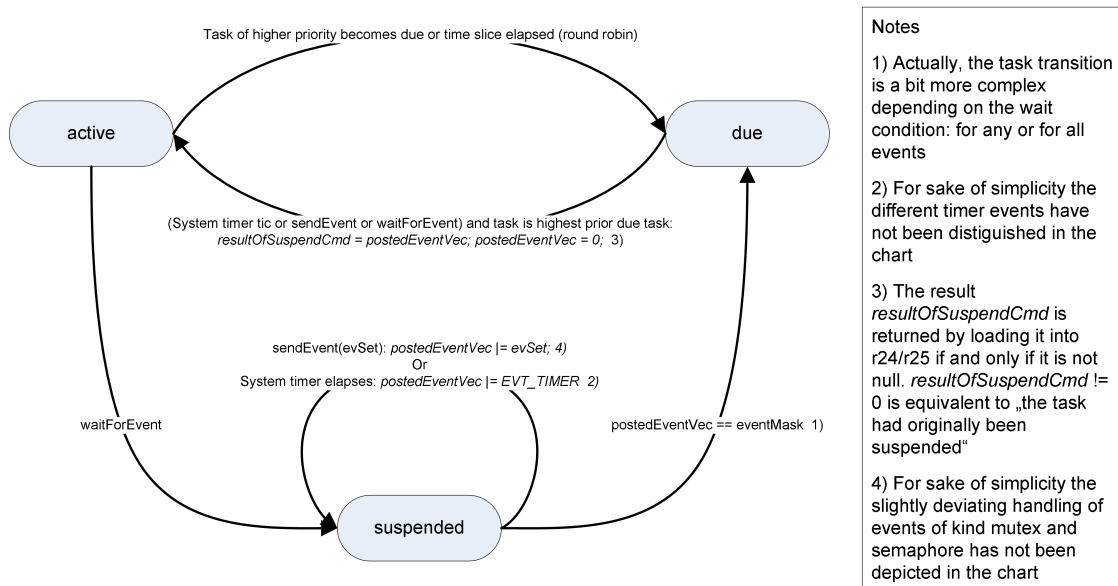 Task of higher priority becomes due or time slice elapsed (round robin)
active
due
(System timer tic or sendEvent or waitForEvent) and task is highest prior due task:
resultOfSuspendCmd = postedEventVec; postedEventVec = 0; 3)
sendEvent(evSet): postedEventVec |= evSet; 4)
Or
System timer elapses: postedEventVec |= EVT_TIMER 2)
waitForEvent
postedEventVec == eventMask 1)
suspended
Notes
1) Actually, the task transition
is a bit more complex
depending on the wait
condition: for any or for all
events
2) For sake of simplicity the
different timer events have
not been distiguished in the
chart
3) The result
resultOfSuspendCmd is
returned by loading it into
r24/r25 if and only if it is not
null. resultOfSuspendCmd !=
0 is equivalent to „the task
had originally been
suspended“
4) For sake of simplicity the
slightly deviating handling of
events of kind mutex and
semaphore has not been
depicted in the chart